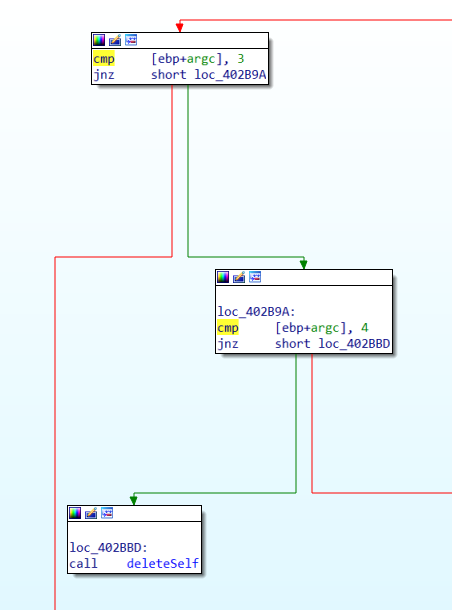 cmp [ebp+argc], 3
jnz short loc_402B9A
loc_402B9A:
cmp [ebp+argc], 4
jnz short loc_402BBD
loc_402BBD:
call deleteSelf